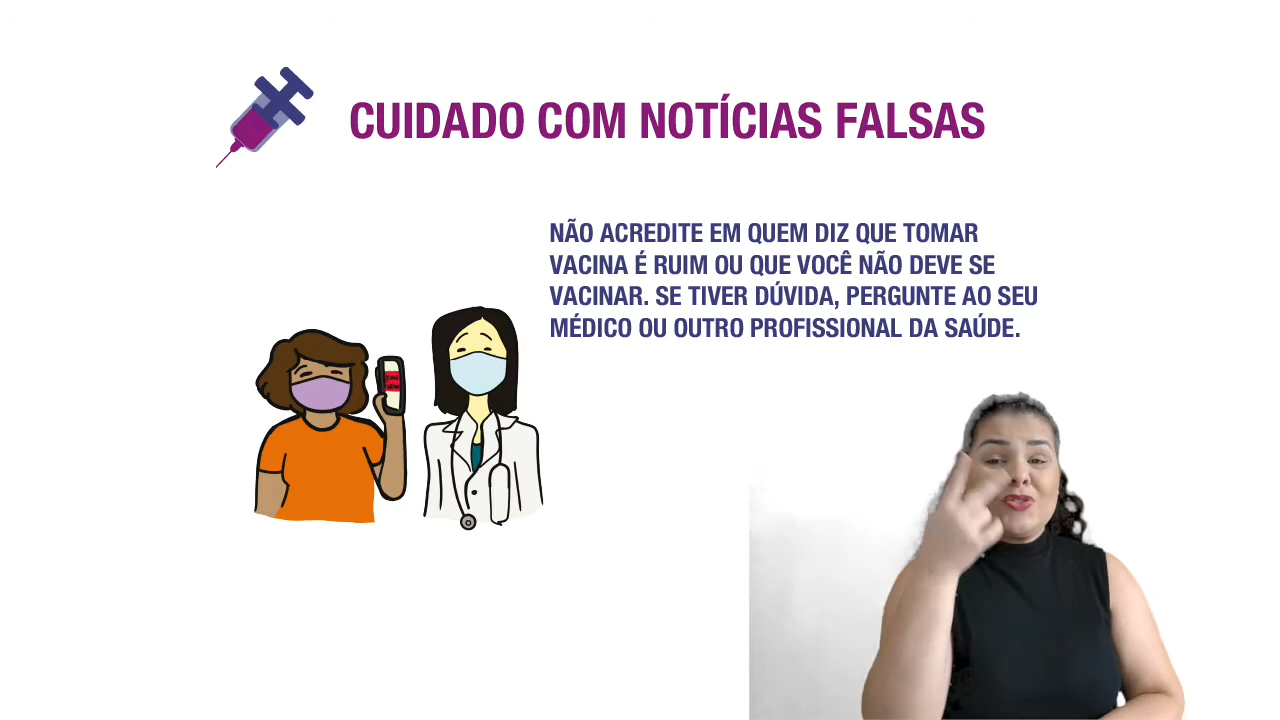 CUIDADO COM NOTÍCIAS FALSAS
NÃO ACREDITE EM QUEM DIZ QUE TOMAR
VACINA É RUIM OU QUE VOCÊ NÃO DEVE SE
VACINAR. SE TIVER DÚVIDA, PERGUNTE AO SEU
MÉDICO OU OUTRO PROFISSIONAL DA SAÚDE.